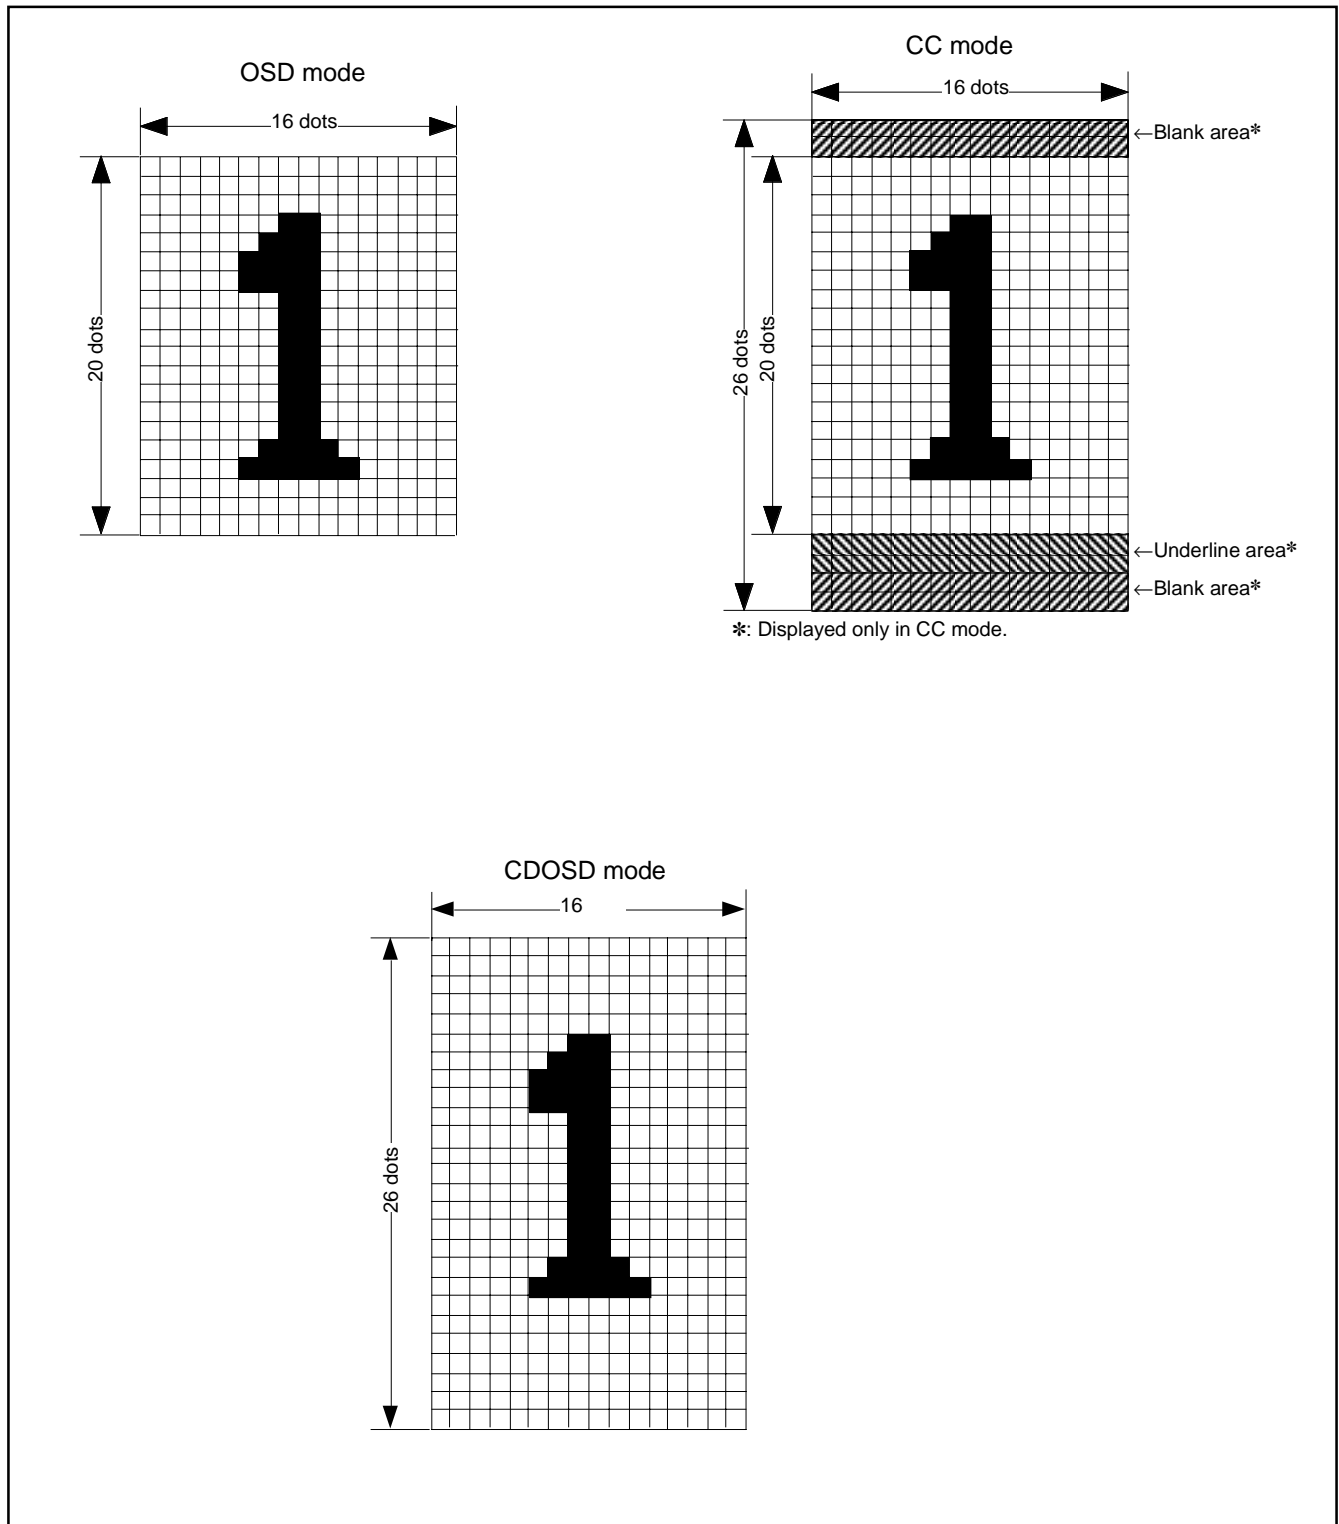 OSD mode
16 dots
20 dots
CC mode
16 dots
←Blank area*
26 dots
20 dots
←Underline area*
←Blank area*
*: Displayed only in CC mode.
CDOSD mode
16
26 dots